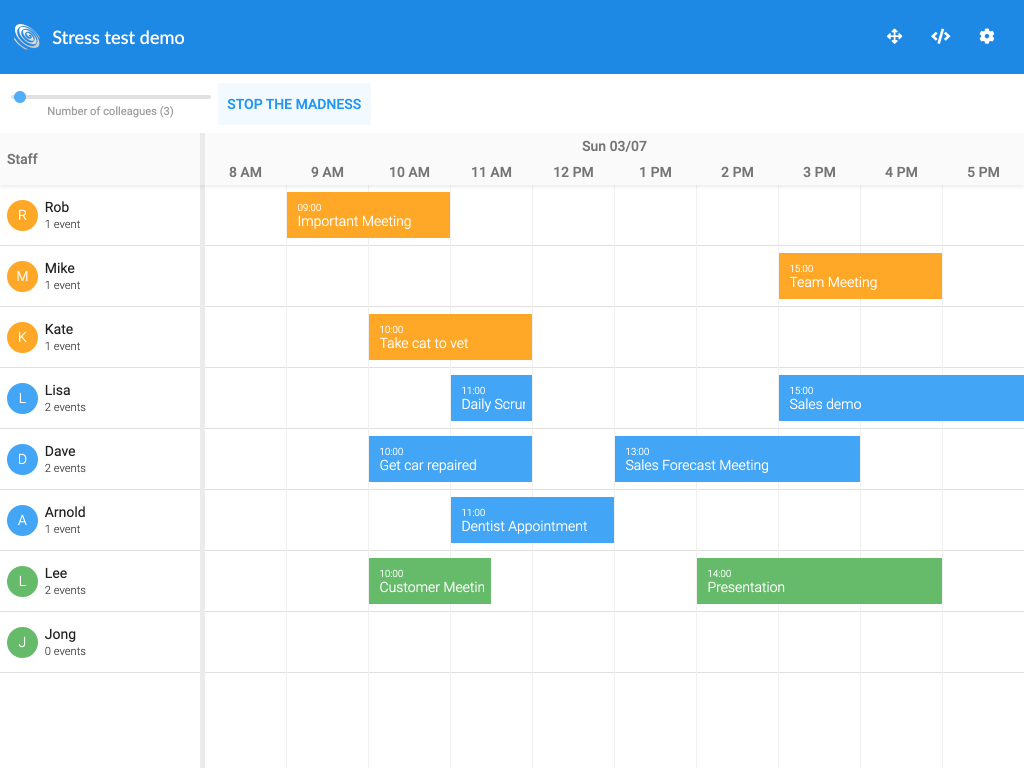 Stress test demo
Number of colleagues (3)
STOP THE MADNESS
Staff
Sun 03/07
8 AM 9 AM 10 AM 11 AM 12 PM 1 PM 2 PM 3 PM 4 PM 5 PM
R
Rob
1 event
09:00
Important Meeting
M
Mike
1 event
15:00
Team Meeting
K
Kate
1 event
10:00
Take cat to vet
L
Lisa
2 events
11:00
Daily Scru
15:00
Sales demo
D
Dave
2 events
10:00
Get car repaired
13:00
Sales Forecast Meeting
A
Arnold
1 event
11:00
Dentist Appointment
L
Lee
2 events
10:00
Customer Meetin
14:00
Presentation
J
Jong
0 events